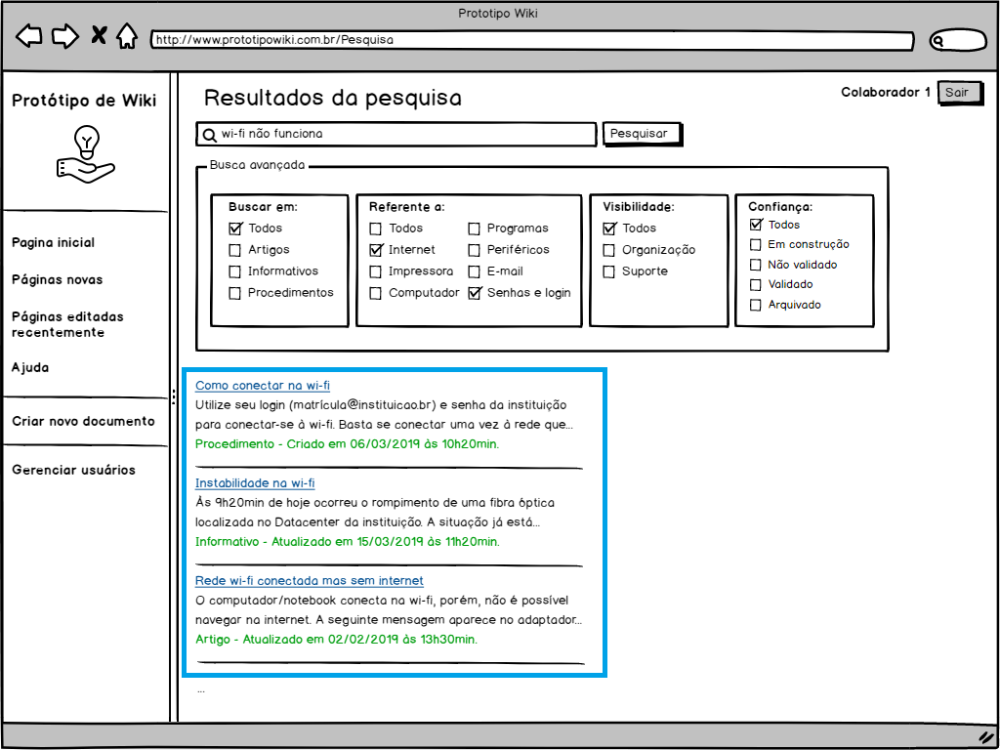 Prototipo Wiki
http://www.prototipowiki.com.br/Pesquisa
Protótipo de Wiki
Pagina inicial
Páginas novas
Páginas editadas
recentemente
Ajuda
Criar novo documento
Gerenciar usuários
Resultados da pesquisa
Colaborador 1 Sair
wi-fi não funciona Pesquisar
Busca avançada
Buscar em:
Todos
Artigos
Informativos
Procedimentos
Referente a:
Todos Programas
Internet Periféricos
Impressora E-mail
Computador Senhas e login
Visibilidade:
Todos
Organização
Suporte
Confiança:
Todos
Em construção
Não validado
Validado
Arquivado
Como conectar na wi-fi
Utilize seu login (matrícula@instituicao.br) e senha da instituição
para conectar-se à wi-fi. Basta se conectar uma vez à rede que...
Procedimento - Criado em 06/03/2019 às 10h20min.
Instabilidade na wi-fi
Às 9h20min de hoje ocorreu o rompimento de uma fibra óptica
localizada no Datacenter da instituição. A situação já está...
Informativo - Atualizado em 15/03/2019 às 11h20min.
Rede wi-fi conectada mas sem internet
O computador/notebook conecta na wi-fi, porém, não é possível
navegar na internet. A seguinte mensagem aparece no adaptador...
Artigo - Atualizado em 02/02/2019 às 13h30min.
...